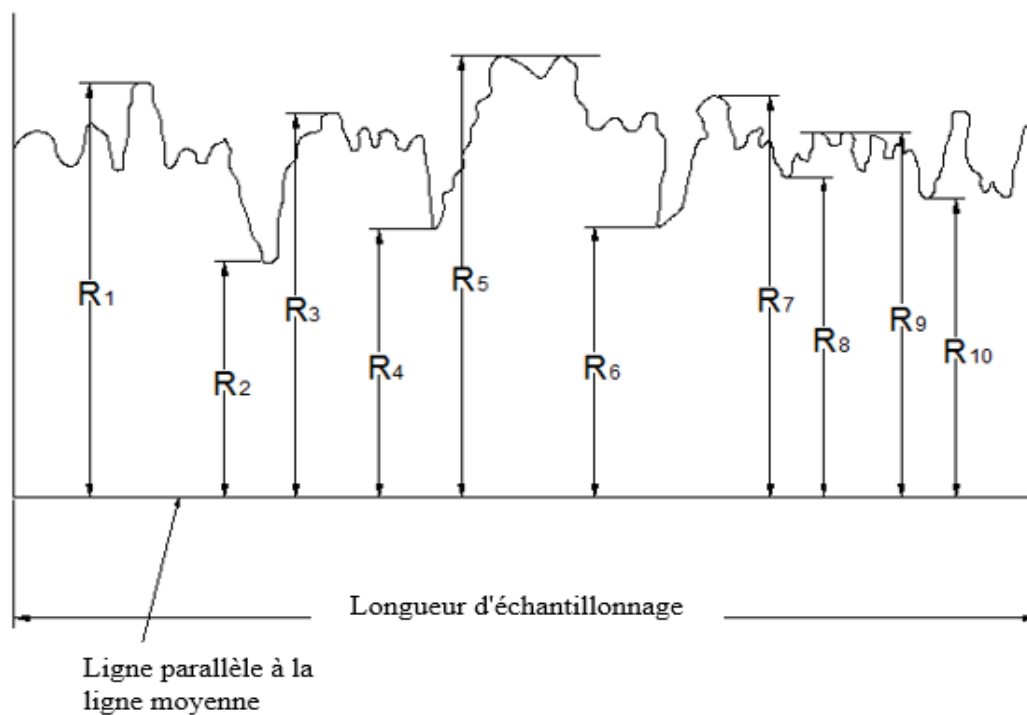 R1
R2
R3
R4
R5
R6
R7
R8
R9
R10
Longueur d'échantillonnage
Ligne parallèle à la
ligne moyenne